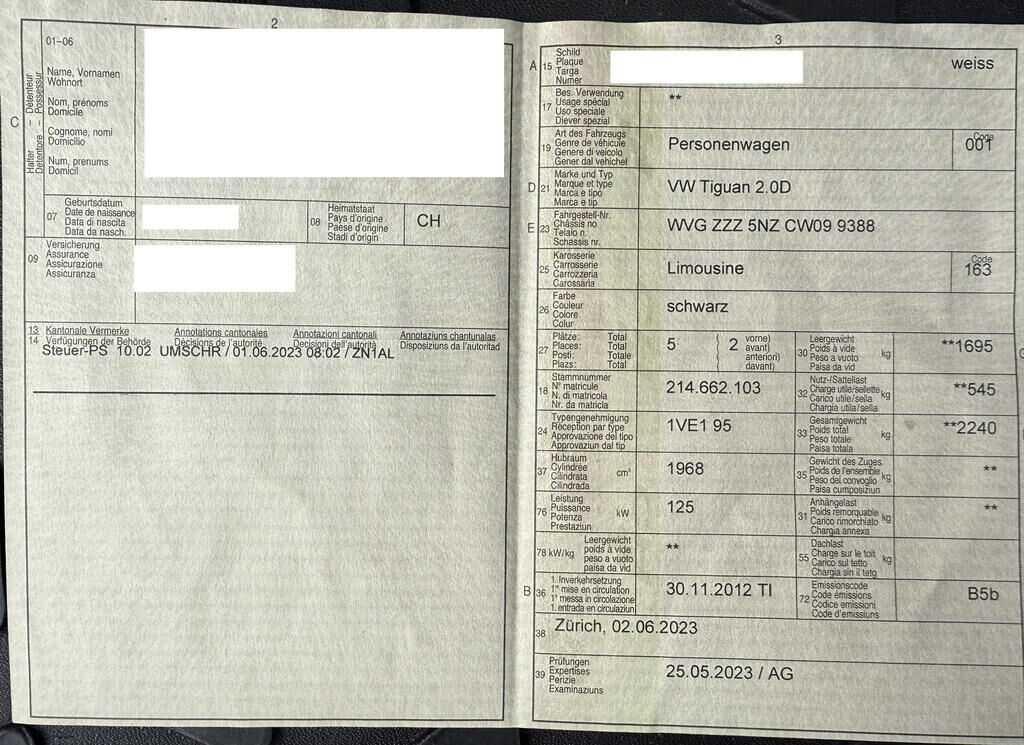 2
01–06
Name, Vornamen
Wohnort
Nom, prénoms
Domicile
Cognome, nomi
Domicilio
Num, prenums
Domicil
C
Halter – Détenteur
Detentore – Possessur
07
Geburtsdatum
Date de naissance
Data di nascita
Data da nasch.
08
Heimatstaat
Pays d'origine
Paese d'origine
Stadi d'origin
CH
09
Versicherung
Assurance
Assicurazione
Assicuranza
13
14
Kantonale Vermerke
Verfügungen der Behörde
Annotations cantonales
Décisions de l'autorité
Annotazioni cantonali
Decisioni dell'autorità
Annotaziuns chantunalas
Disposiziuns da l'autoritad
Steuer-PS 10.02 UMSCHR / 01.06.2023 08:02 / ZN1AL
3
A 15
Schild
Plaque
Targa
Numer
weiss
17
Bes. Verwendung
Usage spécial
Uso speciale
Diever spezial
**
19
Art des Fahrzeugs
Genre de véhicule
Genere di veicolo
Gener dal vehichel
Personenwagen
Code
001
D 21
Marke und Typ
Marque et type
Marca e tipo
Marca e tip
VW Tiguan 2.0D
E 23
Fahrgestell-Nr.
Châssis no
Telaio n.
Schassis nr.
WVG ZZZ 5NZ CW09 9388
25
Karosserie
Carrosserie
Carrozzeria
Carossaria
Limousine
Code
163
26
Farbe
Couleur
Colore
Colur
schwarz
27
Plätze: Total
Places: Total
Posti: Totale
Plazs: Total
5
( 2 vorne)
avant)
anteriori)
davant)
30
Leergewicht
Poids à vide
Peso a vuoto
Paisa da vid
kg
**1695
G
18
Stammnummer
N° matricule
N. di matricola
Nr. da matricla
214.662.103
32
Nutz-/Sattellast
Charge utile/sellette
Carico utile/sella
Chargia utila/sella
kg
**545
24
Typengenehmigung
Réception par type
Approvazione del tipo
Approvaziun dal tip
1VE1 95
33
Gesamtgewicht
Poids total
Peso totale
Paisa totala
kg
**2240
37
Hubraum
Cylindrée
Cilindrata
Cilindrada
cm³
1968
35
Gewicht des Zuges
Poids de l'ensemble
Peso del convoglio
Paisa cumposiziun
kg
**
76
Leistung
Puissance
Potenza
Prestaziun
kW
125
31
Anhängelast
Poids remorquable
Carico rimorchiato
Chargia annexa
kg
**
78 kW/kg
Leergewicht
poids à vide
peso a vuoto
paisa da vid
**
55
Dachlast
Charge sur le toit
Carico sul tetto
Chargia sin il tetg
kg
B 36
1. Inverkehrsetzung
1re mise en circulation
1a messa in circolazione
1. entrada en circulaziun
30.11.2012 TI
72
Emissionscode
Code émissions
Codice emissioni
Code d'emissiuns
B5b
38
Zürich, 02.06.2023
39
Prüfungen
Expertises
Perizie
Examinaziuns
25.05.2023 / AG